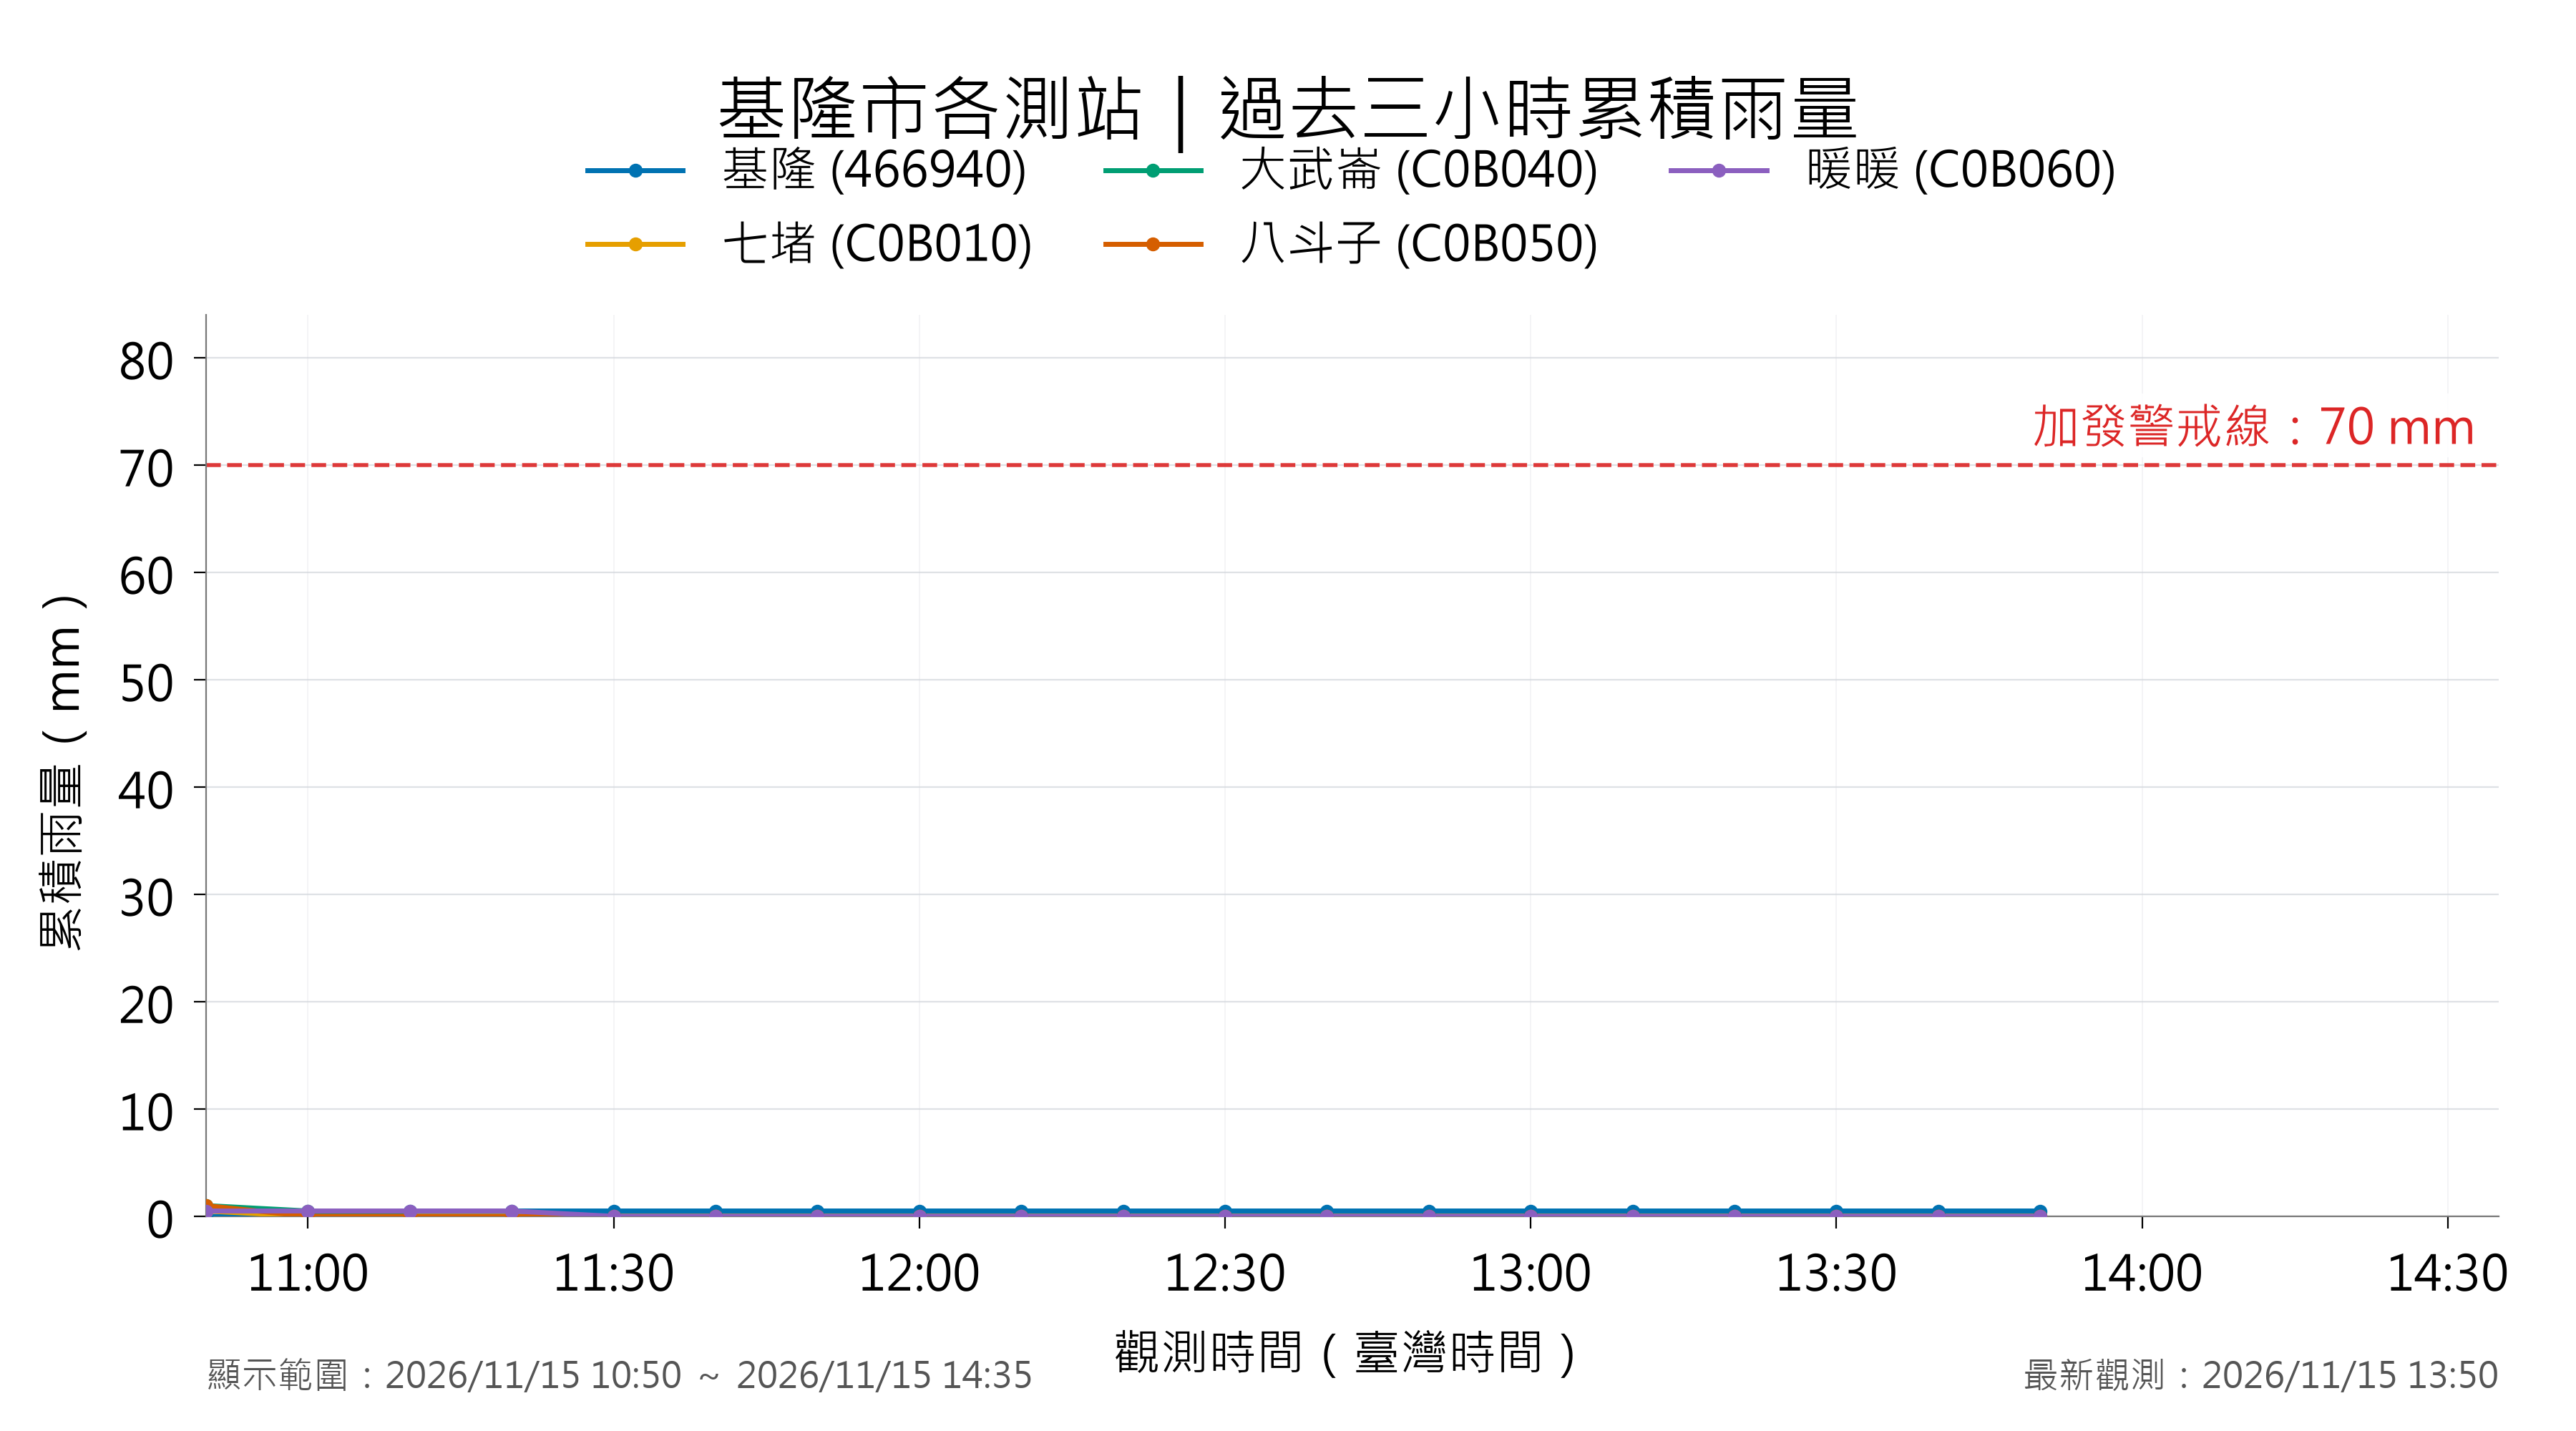 基隆市各測站｜過去三小時累積雨量
基隆 (466940)
大武崙 (C0B040)
暖暖 (C0B060)
七堵 (C0B010)
八斗子 (C0B050)
80
70
60
50
40
30
20
10
0
累積雨量（mm）
加發警戒線：70 mm
11:00
11:30
12:00
12:30
13:00
13:30
14:00
14:30
觀測時間（臺灣時間）
顯示範圍：2026/11/15 10:50 ~ 2026/11/15 14:35
最新觀測：2026/11/15 13:50